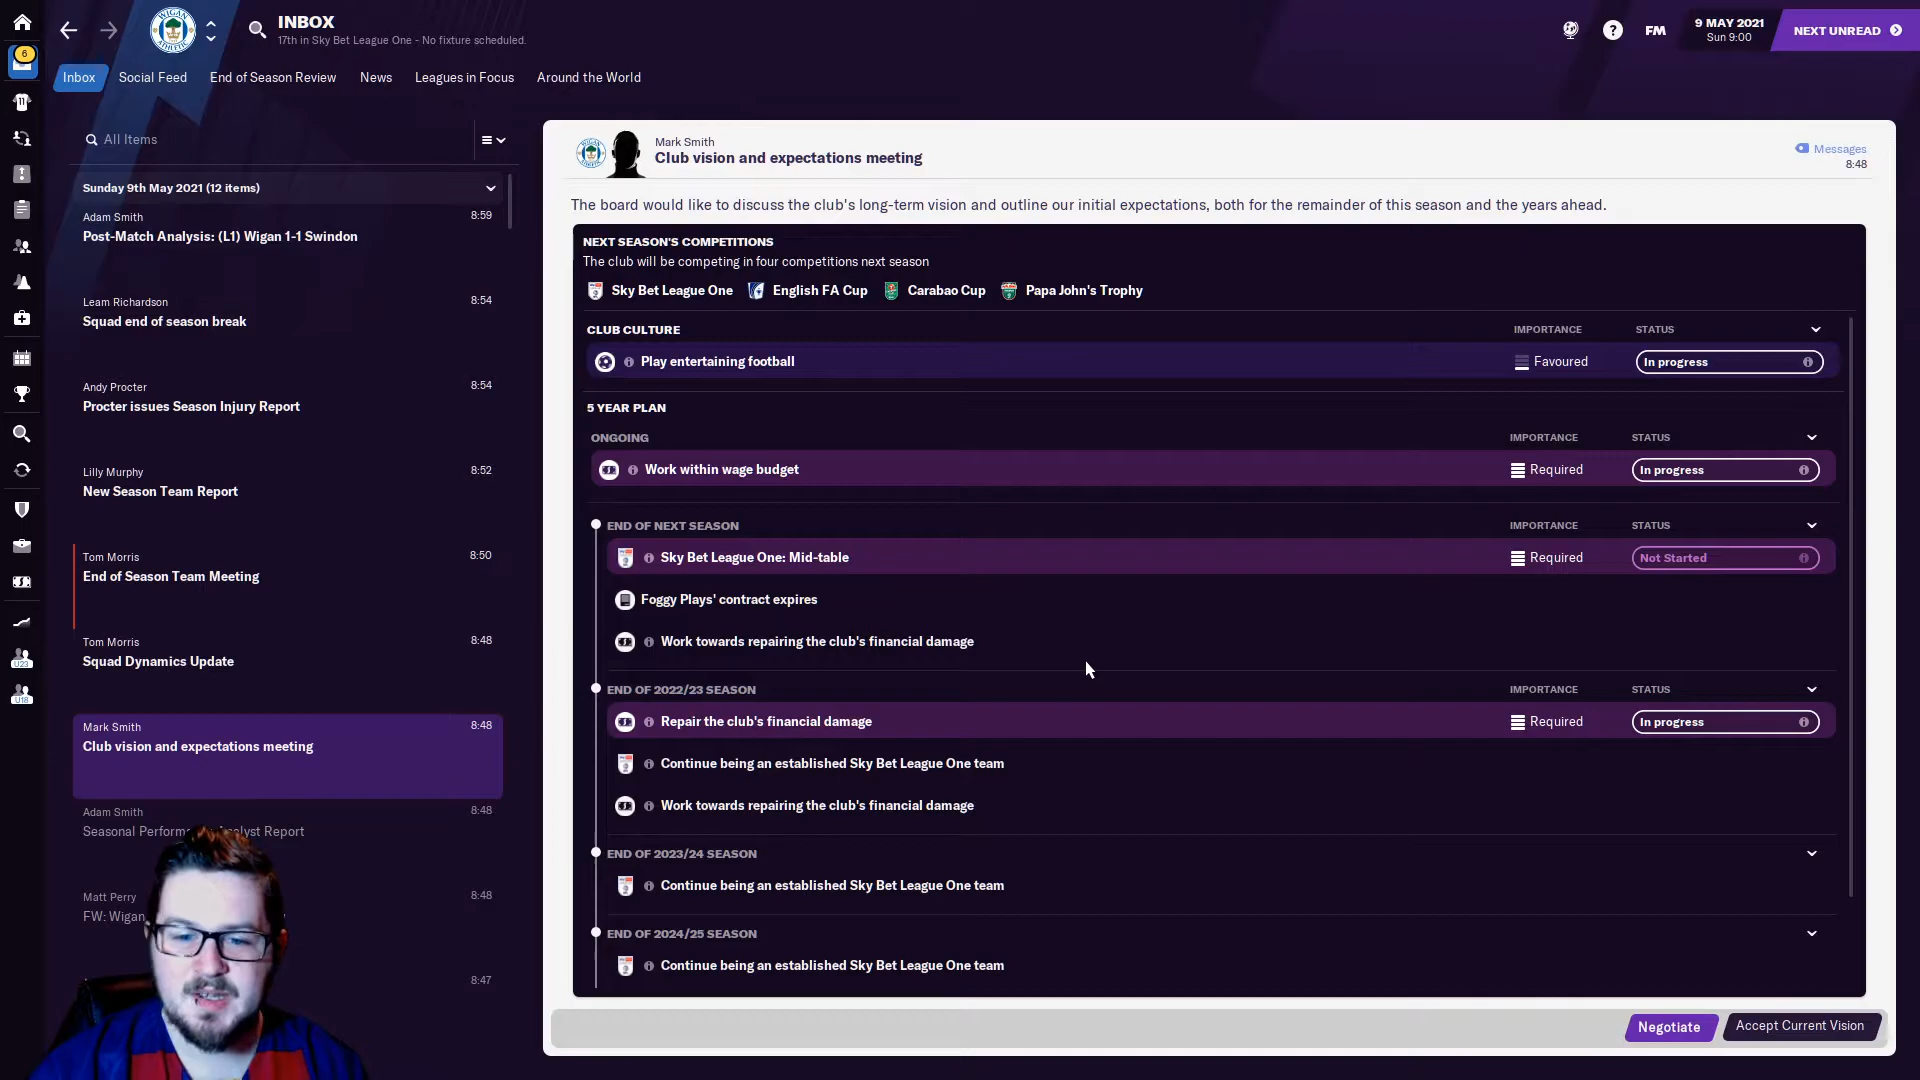 INBOX
17th in Sky Bet League One - No fixture scheduled.
FM
9 MAY 2021
Sun 9:00
NEXT UNREAD
6
Inbox
Social Feed
End of Season Review
News
Leagues in Focus
Around the World
All Items
Sunday 9th May 2021 (12 items)
Adam Smith 8:59
Post-Match Analysis: (L1) Wigan 1-1 Swindon
Leam Richardson 8:54
Squad end of season break
Andy Procter 8:54
Procter issues Season Injury Report
Lilly Murphy 8:52
New Season Team Report
Tom Morris 8:50
End of Season Team Meeting
Tom Morris 8:48
Squad Dynamics Update
Mark Smith 8:48
Club vision and expectations meeting
Adam Smith 8:48
Seasonal Report
Matt Perry 8:48
FW: Wigan
8:47
U23
U18
Mark Smith
Club vision and expectations meeting
Messages
8:48
The board would like to discuss the club's long-term vision and outline our initial expectations, both for the remainder of this season and the years ahead.
NEXT SEASON'S COMPETITIONS
The club will be competing in four competitions next season
Sky Bet League One English FA Cup Carabao Cup Papa John's Trophy
CLUB CULTURE IMPORTANCE STATUS
Play entertaining football Favoured In progress
5 YEAR PLAN
ONGOING IMPORTANCE STATUS
Work within wage budget Required In progress
END OF NEXT SEASON IMPORTANCE STATUS
Sky Bet League One: Mid-table Required Not Started
Foggy Plays' contract expires
Work towards repairing the club's financial damage
END OF 2022/23 SEASON IMPORTANCE STATUS
Repair the club's financial damage Required In progress
Continue being an established Sky Bet League One team
Work towards repairing the club's financial damage
END OF 2023/24 SEASON
Continue being an established Sky Bet League One team
END OF 2024/25 SEASON
Continue being an established Sky Bet League One team
Negotiate
Accept Current Vision